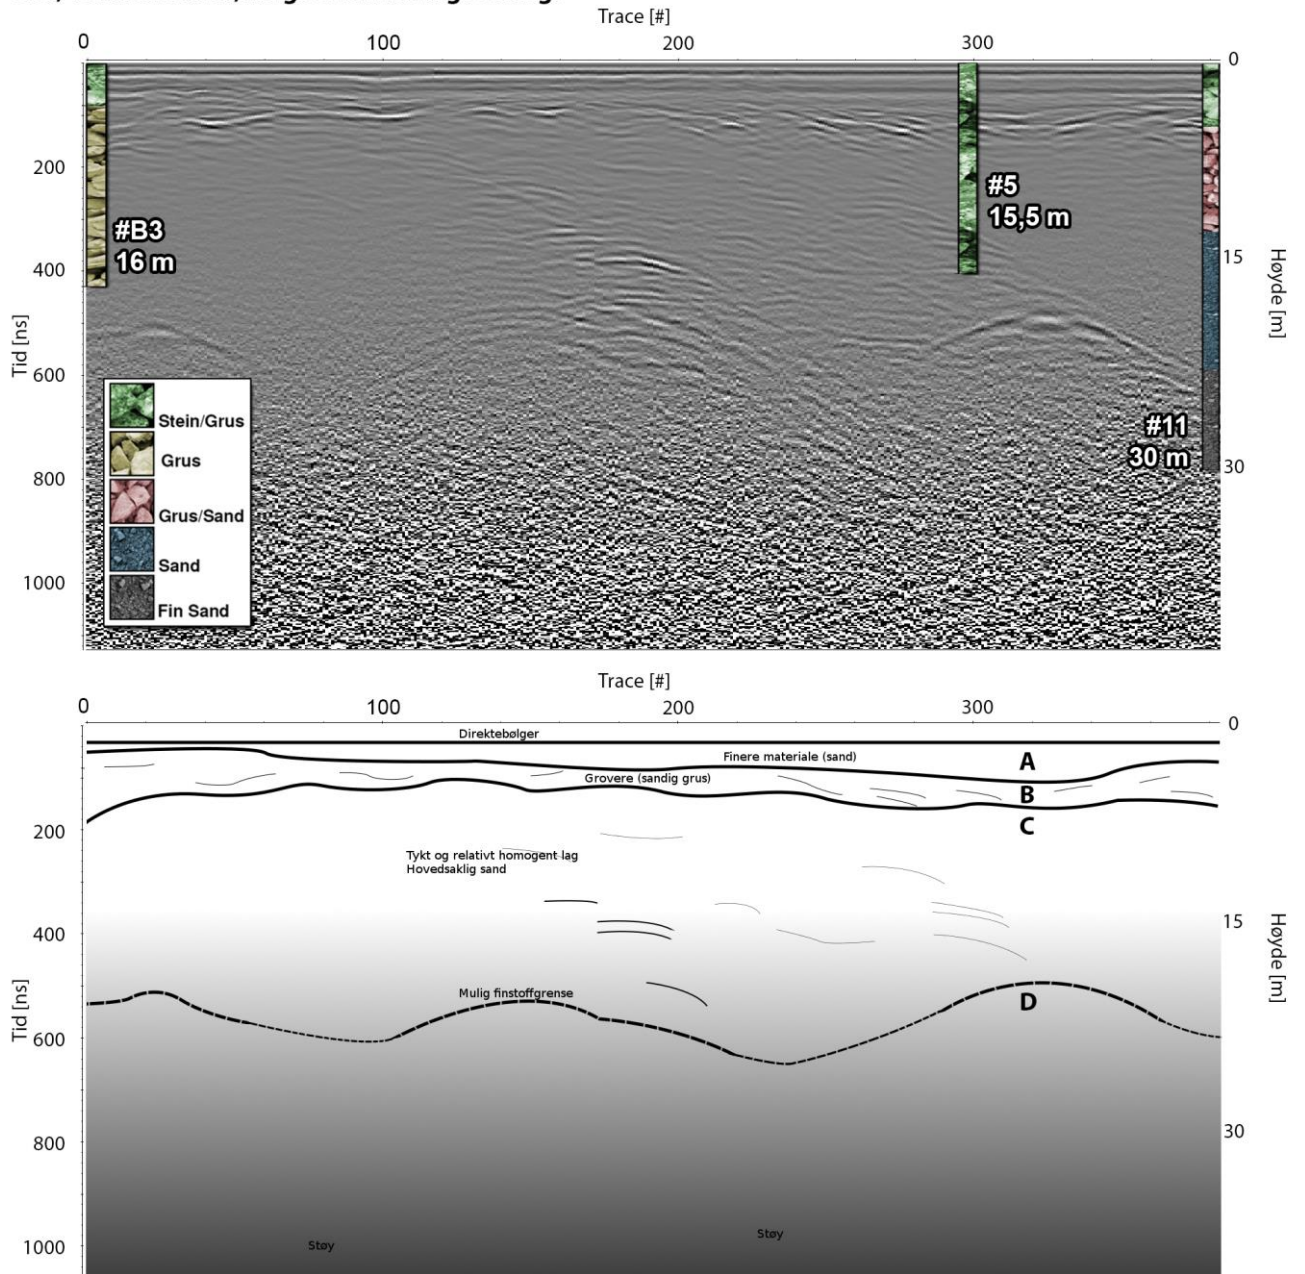 Trace [#]
0 100 200 300
0
200
#5
15,5 m
#B3
16 m
15
400
Høyde [m]
Tid [ns]
600
Stein/Grus
#11
30 m
Grus
30
800
Grus/Sand
Sand
1000
Fin Sand
Trace [#]
0 100 200 300
0
Direktebølger
Finere materiale (sand)
A
Grovere (sandig grus)
B
C
200
Tykt og relativt homogent lag
Hovedsaklig sand
15
400
Høyde [m]
Mulig finstoffgrense
D
Tid [ns]
600
30
800
Støy
Støy
1000